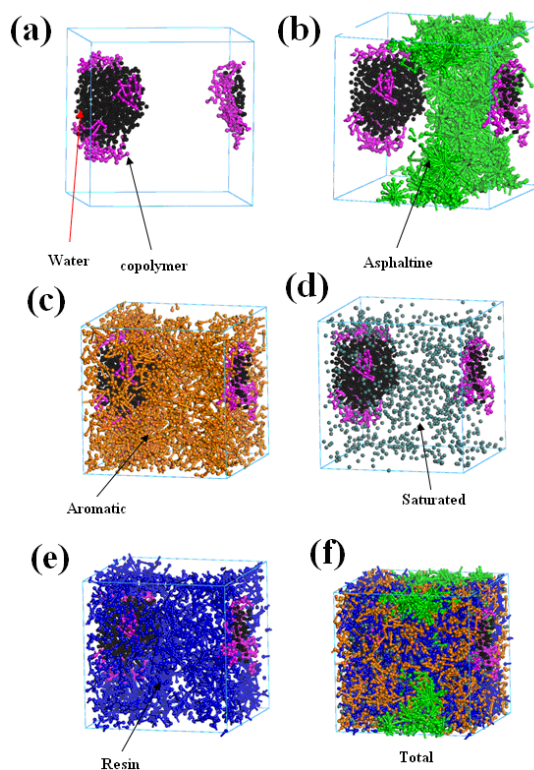 (a)
(b)
Water
copolymer
Asphaltine
(c)
(d)
Aromatic
Saturated
(e)
(f)
Resin
Total